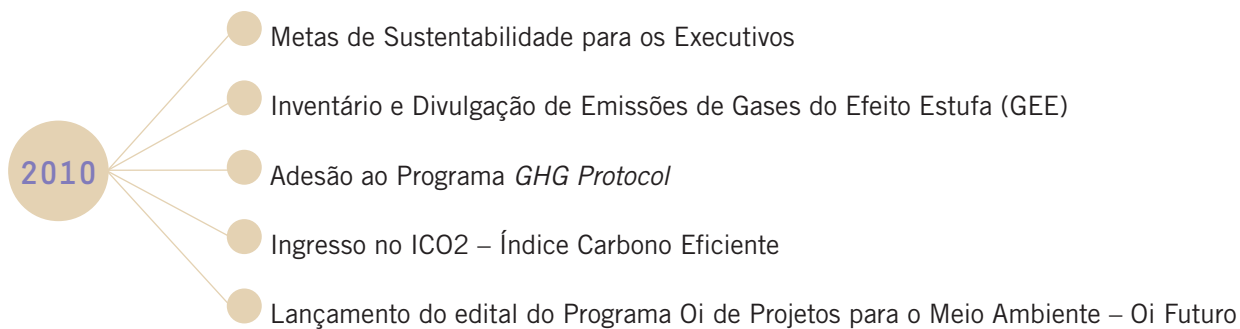 Metas de Sustentabilidade para os Executivos
Inventário e Divulgação de Emissões de Gases do Efeito Estufa (GEE)
2010
Adesão ao Programa GHG Protocol
Ingresso no ICO2 – Índice Carbono Eficiente
Lançamento do edital do Programa Oi de Projetos para o Meio Ambiente – Oi Futuro